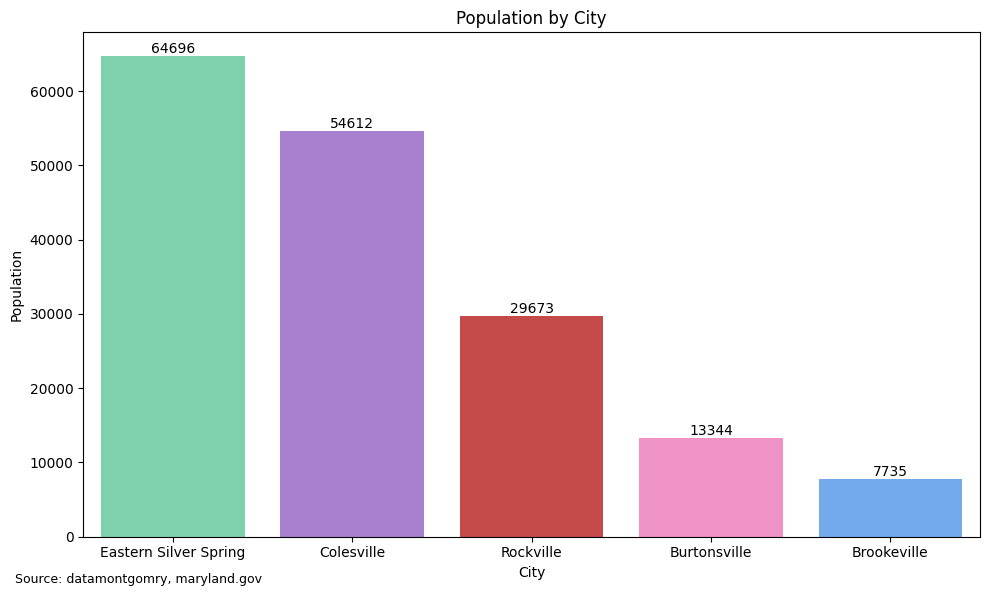 Population by City
64696
54612
29673
13344
7735
Population
60000
50000
40000
30000
20000
10000
0
Eastern Silver Spring
Colesville
Rockville
Burtonsville
Brookeville
City
Source: datamontgomry, maryland.gov